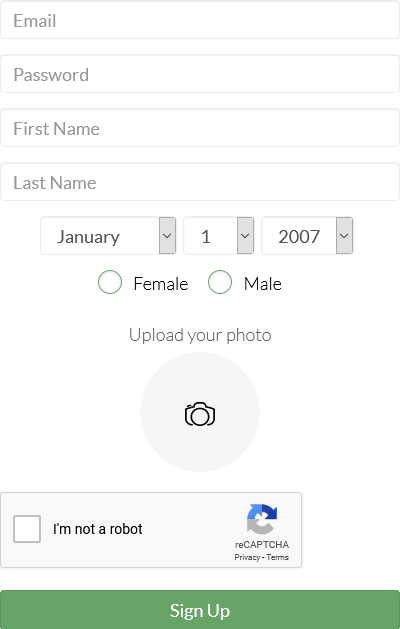 Email
Password
First Name
Last Name
January 1 2007
Female Male
Upload your photo
I'm not a robot
reCAPTCHA
Privacy - Terms
Sign Up